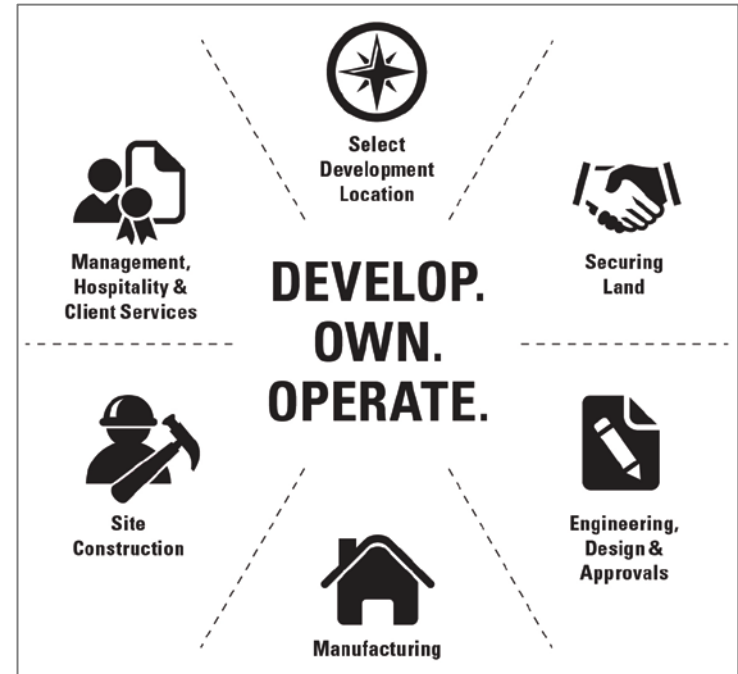 Select
Development
Location
Securing
Land
Engineering,
Design &
Approvals
Manufacturing
Site
Construction
Management,
Hospitality &
Client Services
DEVELOP.
OWN.
OPERATE.